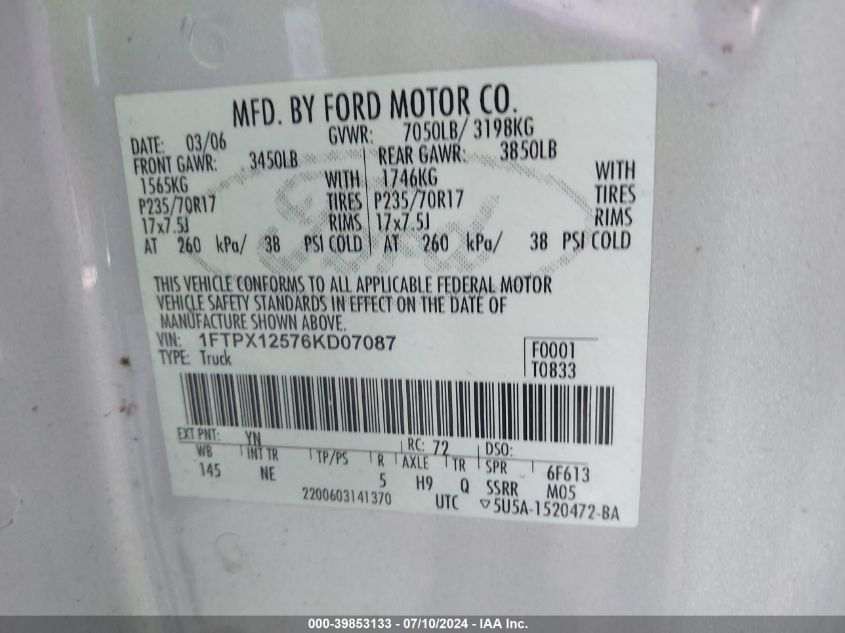 MFD. BY FORD MOTOR CO.
DATE: 03/06 GVWR: 7050LB/ 3198KG
FRONT GAWR: 3450LB REAR GAWR: 3850LB
1565KG WITH 1746KG WITH
P235/70R17 TIRES P235/70R17 TIRES
17x7.5J RIMS 17x7.5J RIMS
AT 260 kPa/ 38 PSI COLD AT 260 kPa/ 38 PSI COLD
THIS VEHICLE CONFORMS TO ALL APPLICABLE FEDERAL MOTOR
VEHICLE SAFETY STANDARDS IN EFFECT ON THE DATE OF
MANUFACTURE SHOWN ABOVE.
VIN: 1FTPX12576KD07087 F0001
TYPE: Truck T0833
EXT PNT: YN RC: 72 DSO:
WB INT TR TP/PS R AXLE TR SPR 6F613
145 NE 5 H9 Q SSRR M05
2200603141370 UTC ▽5U5A-1520472-BA
Ford
000-39853133 - 07/10/2024 - IAA Inc.